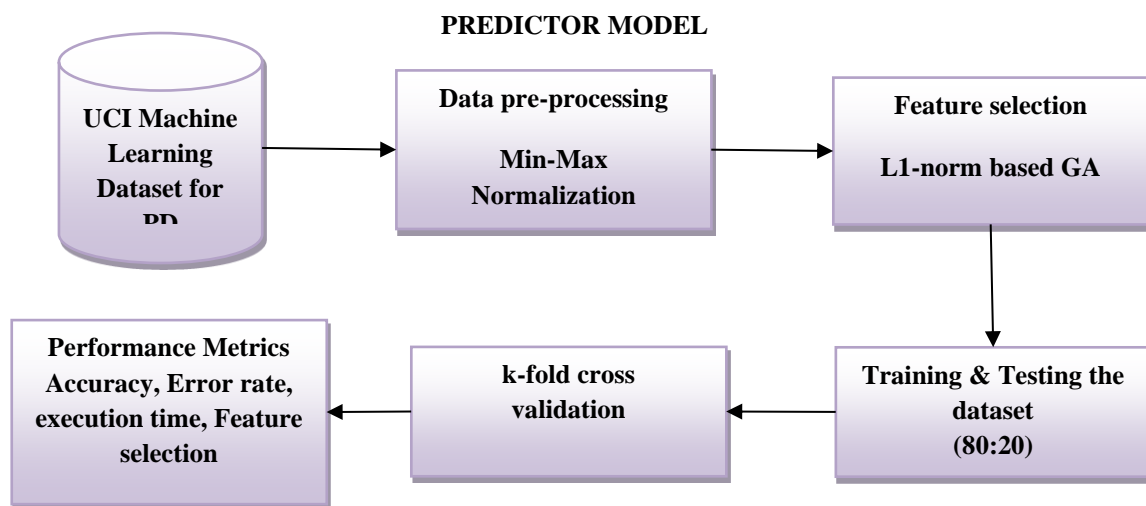 PREDICTOR MODEL
UCI Machine
Learning
Dataset for
PD
Data pre-processing
Min-Max
Normalization
Feature selection
L1-norm based GA
Training & Testing the
dataset
(80:20)
k-fold cross
validation
Performance Metrics
Accuracy, Error rate,
execution time, Feature
selection